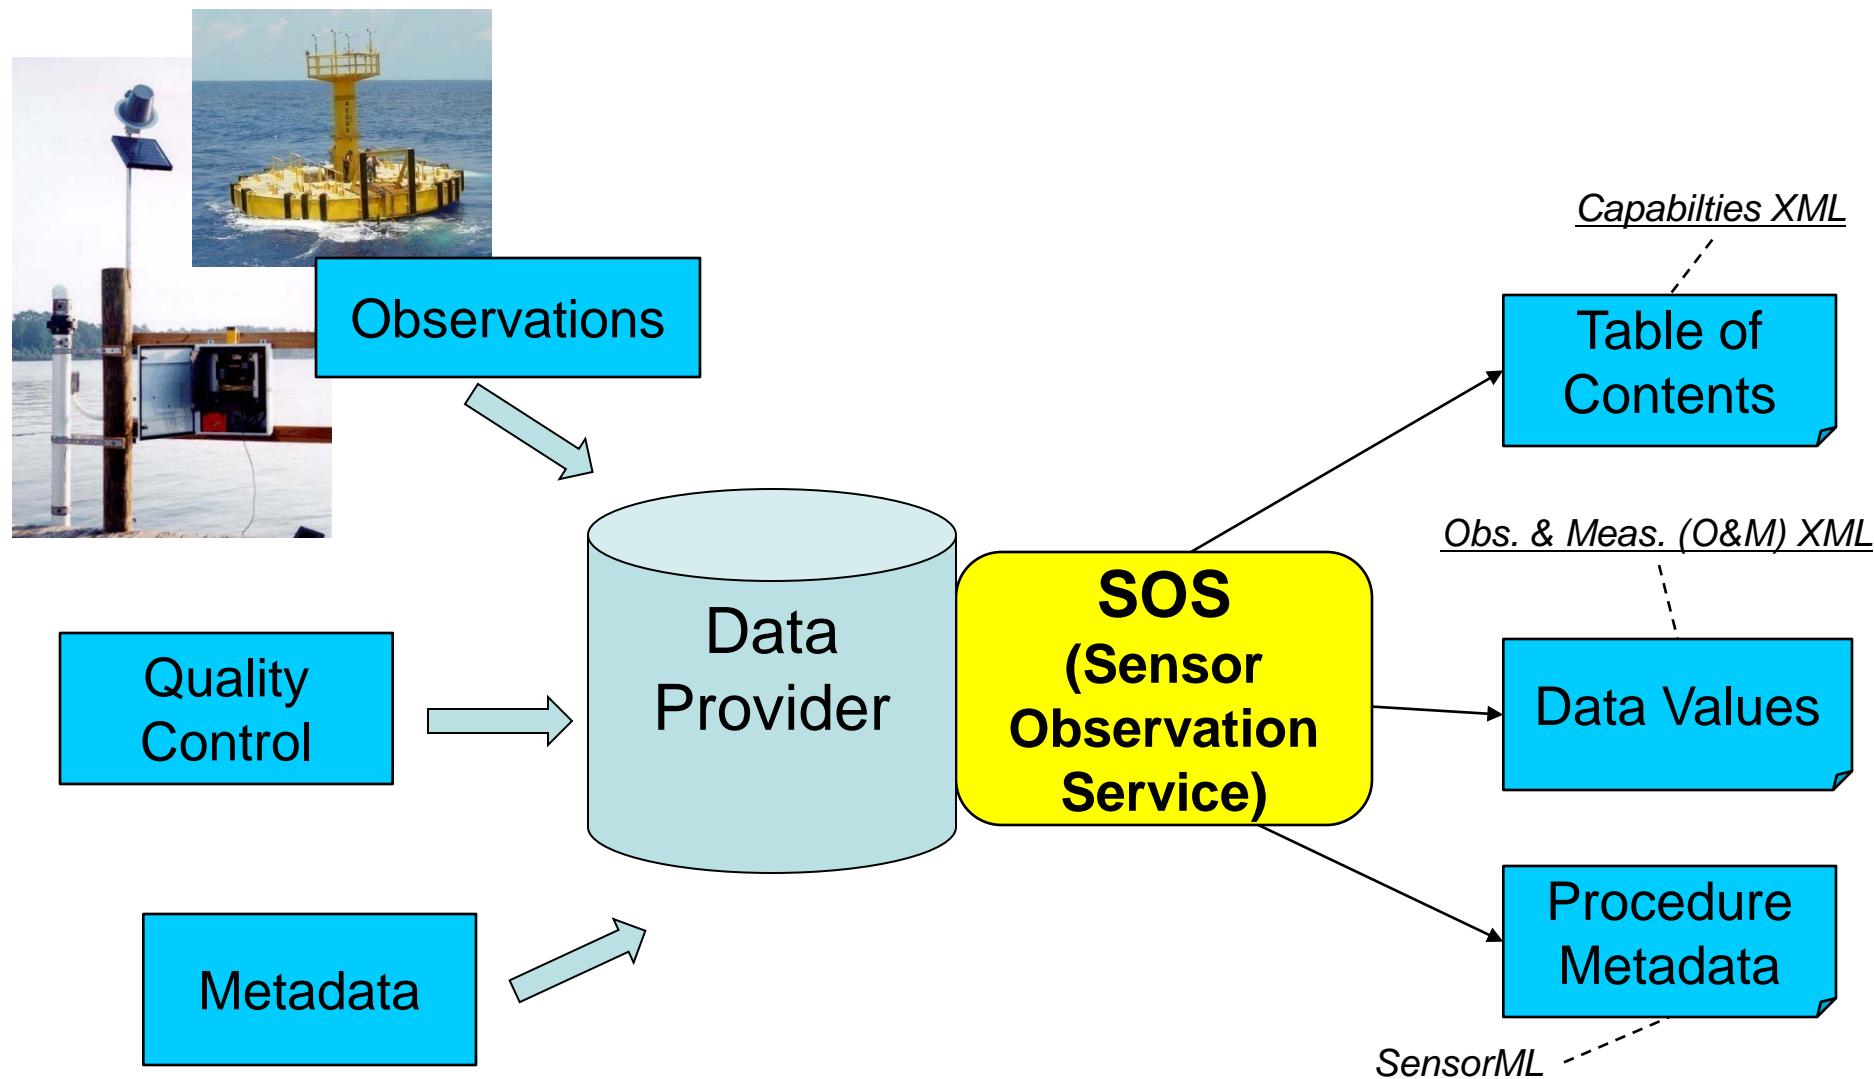 Observations
Quality
Control
Metadata
Data
Provider
SOS
(Sensor
Observation
Service)
Capabilties XML
Table of
Contents
Obs. & Meas. (O&M) XML
Data Values
Procedure
Metadata
SensorML